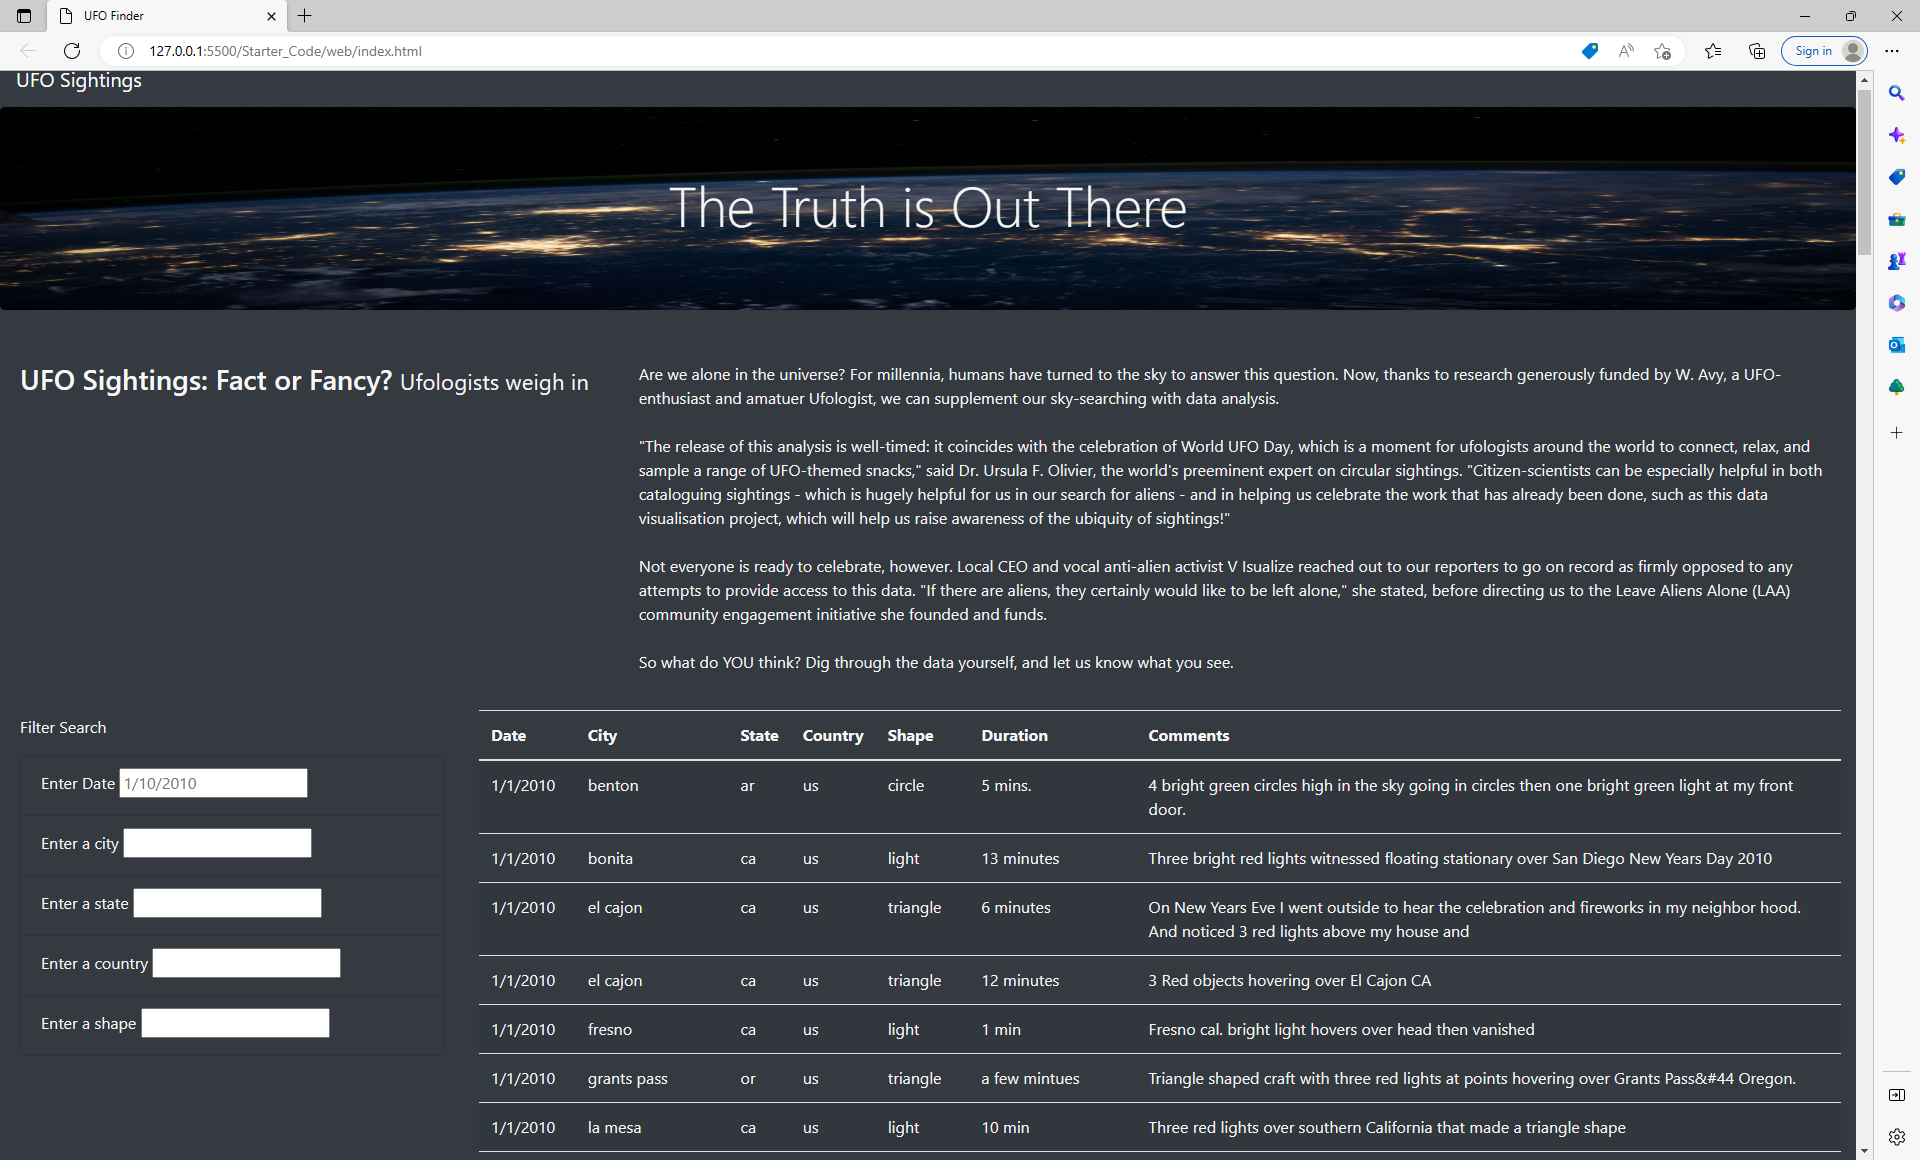 UFO Finder
127.0.0.1:5500/Starter_Code/web/index.html
Sign in
UFO Sightings
The Truth is Out There
UFO Sightings: Fact or Fancy? Ufologists weigh in
Are we alone in the universe? For millennia, humans have turned to the sky to answer this question. Now, thanks to research generously funded by W. Avy, a UFO-
enthusiast and amatuer Ufologist, we can supplement our sky-searching with data analysis.
"The release of this analysis is well-timed: it coincides with the celebration of World UFO Day, which is a moment for ufologists around the world to connect, relax, and
sample a range of UFO-themed snacks," said Dr. Ursula F. Olivier, the world's preeminent expert on circular sightings. "Citizen-scientists can be especially helpful in both
cataloguing sightings - which is hugely helpful for us in our search for aliens - and in helping us celebrate the work that has already been done, such as this data
visualisation project, which will help us raise awareness of the ubiquity of sightings!"
Not everyone is ready to celebrate, however. Local CEO and vocal anti-alien activist V Isualize reached out to our reporters to go on record as firmly opposed to any
attempts to provide access to this data. "If there are aliens, they certainly would like to be left alone," she stated, before directing us to the Leave Aliens Alone (LAA)
community engagement initiative she founded and funds.
So what do YOU think? Dig through the data yourself, and let us know what you see.
Filter Search
Enter Date 1/10/2010
Enter a city
Enter a state
Enter a country
Enter a shape
Date City State Country Shape Duration Comments
1/1/2010 benton ar us circle 5 mins. 4 bright green circles high in the sky going in circles then one bright green light at my front
door.
1/1/2010 bonita ca us light 13 minutes Three bright red lights witnessed floating stationary over San Diego New Years Day 2010
1/1/2010 el cajon ca us triangle 6 minutes On New Years Eve I went outside to hear the celebration and fireworks in my neighbor hood.
And noticed 3 red lights above my house and
1/1/2010 el cajon ca us triangle 12 minutes 3 Red objects hovering over El Cajon CA
1/1/2010 fresno ca us light 1 min Fresno cal. bright light hovers over head then vanished
1/1/2010 grants pass or us triangle a few mintues Triangle shaped craft with three red lights at points hovering over Grants Pass&#44 Oregon.
1/1/2010 la mesa ca us light 10 min Three red lights over southern California that made a triangle shape